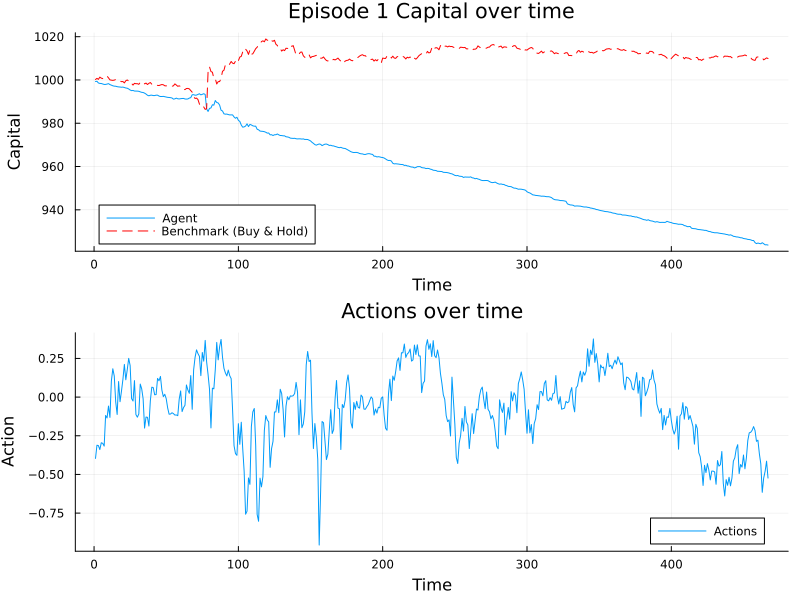 Episode 1 Capital over time
Capital
1020
1000
980
960
940
Agent
Benchmark (Buy & Hold)
0 100 200 300 400
Time
Actions over time
Action
0.25
0.00
−0.25
−0.50
−0.75
Actions
0 100 200 300 400
Time